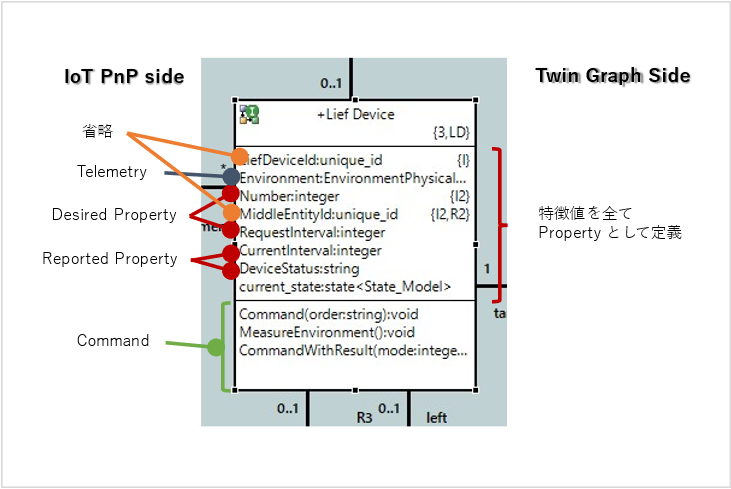 IoT PnP side
Twin Graph Side
0..1
+Lief Device
{3,LD}
省略
Telemetry
Desired Property
Reported Property
Command
*
LiefDeviceId:unique_id {I}
Environment:EnvironmentPhysical...
Number:integer {I2}
MiddleEntityId:unique_id {I2,R2}
RequestInterval:integer
CurrentInterval:integer
DeviceStatus:string
current_state:state<State_Model>
Command(order:string):void
MeasureEnvironment():void
CommandWithResult(mode:intege...
特徴値を全て
Property として定義
1
0..1
R3
0..1
left